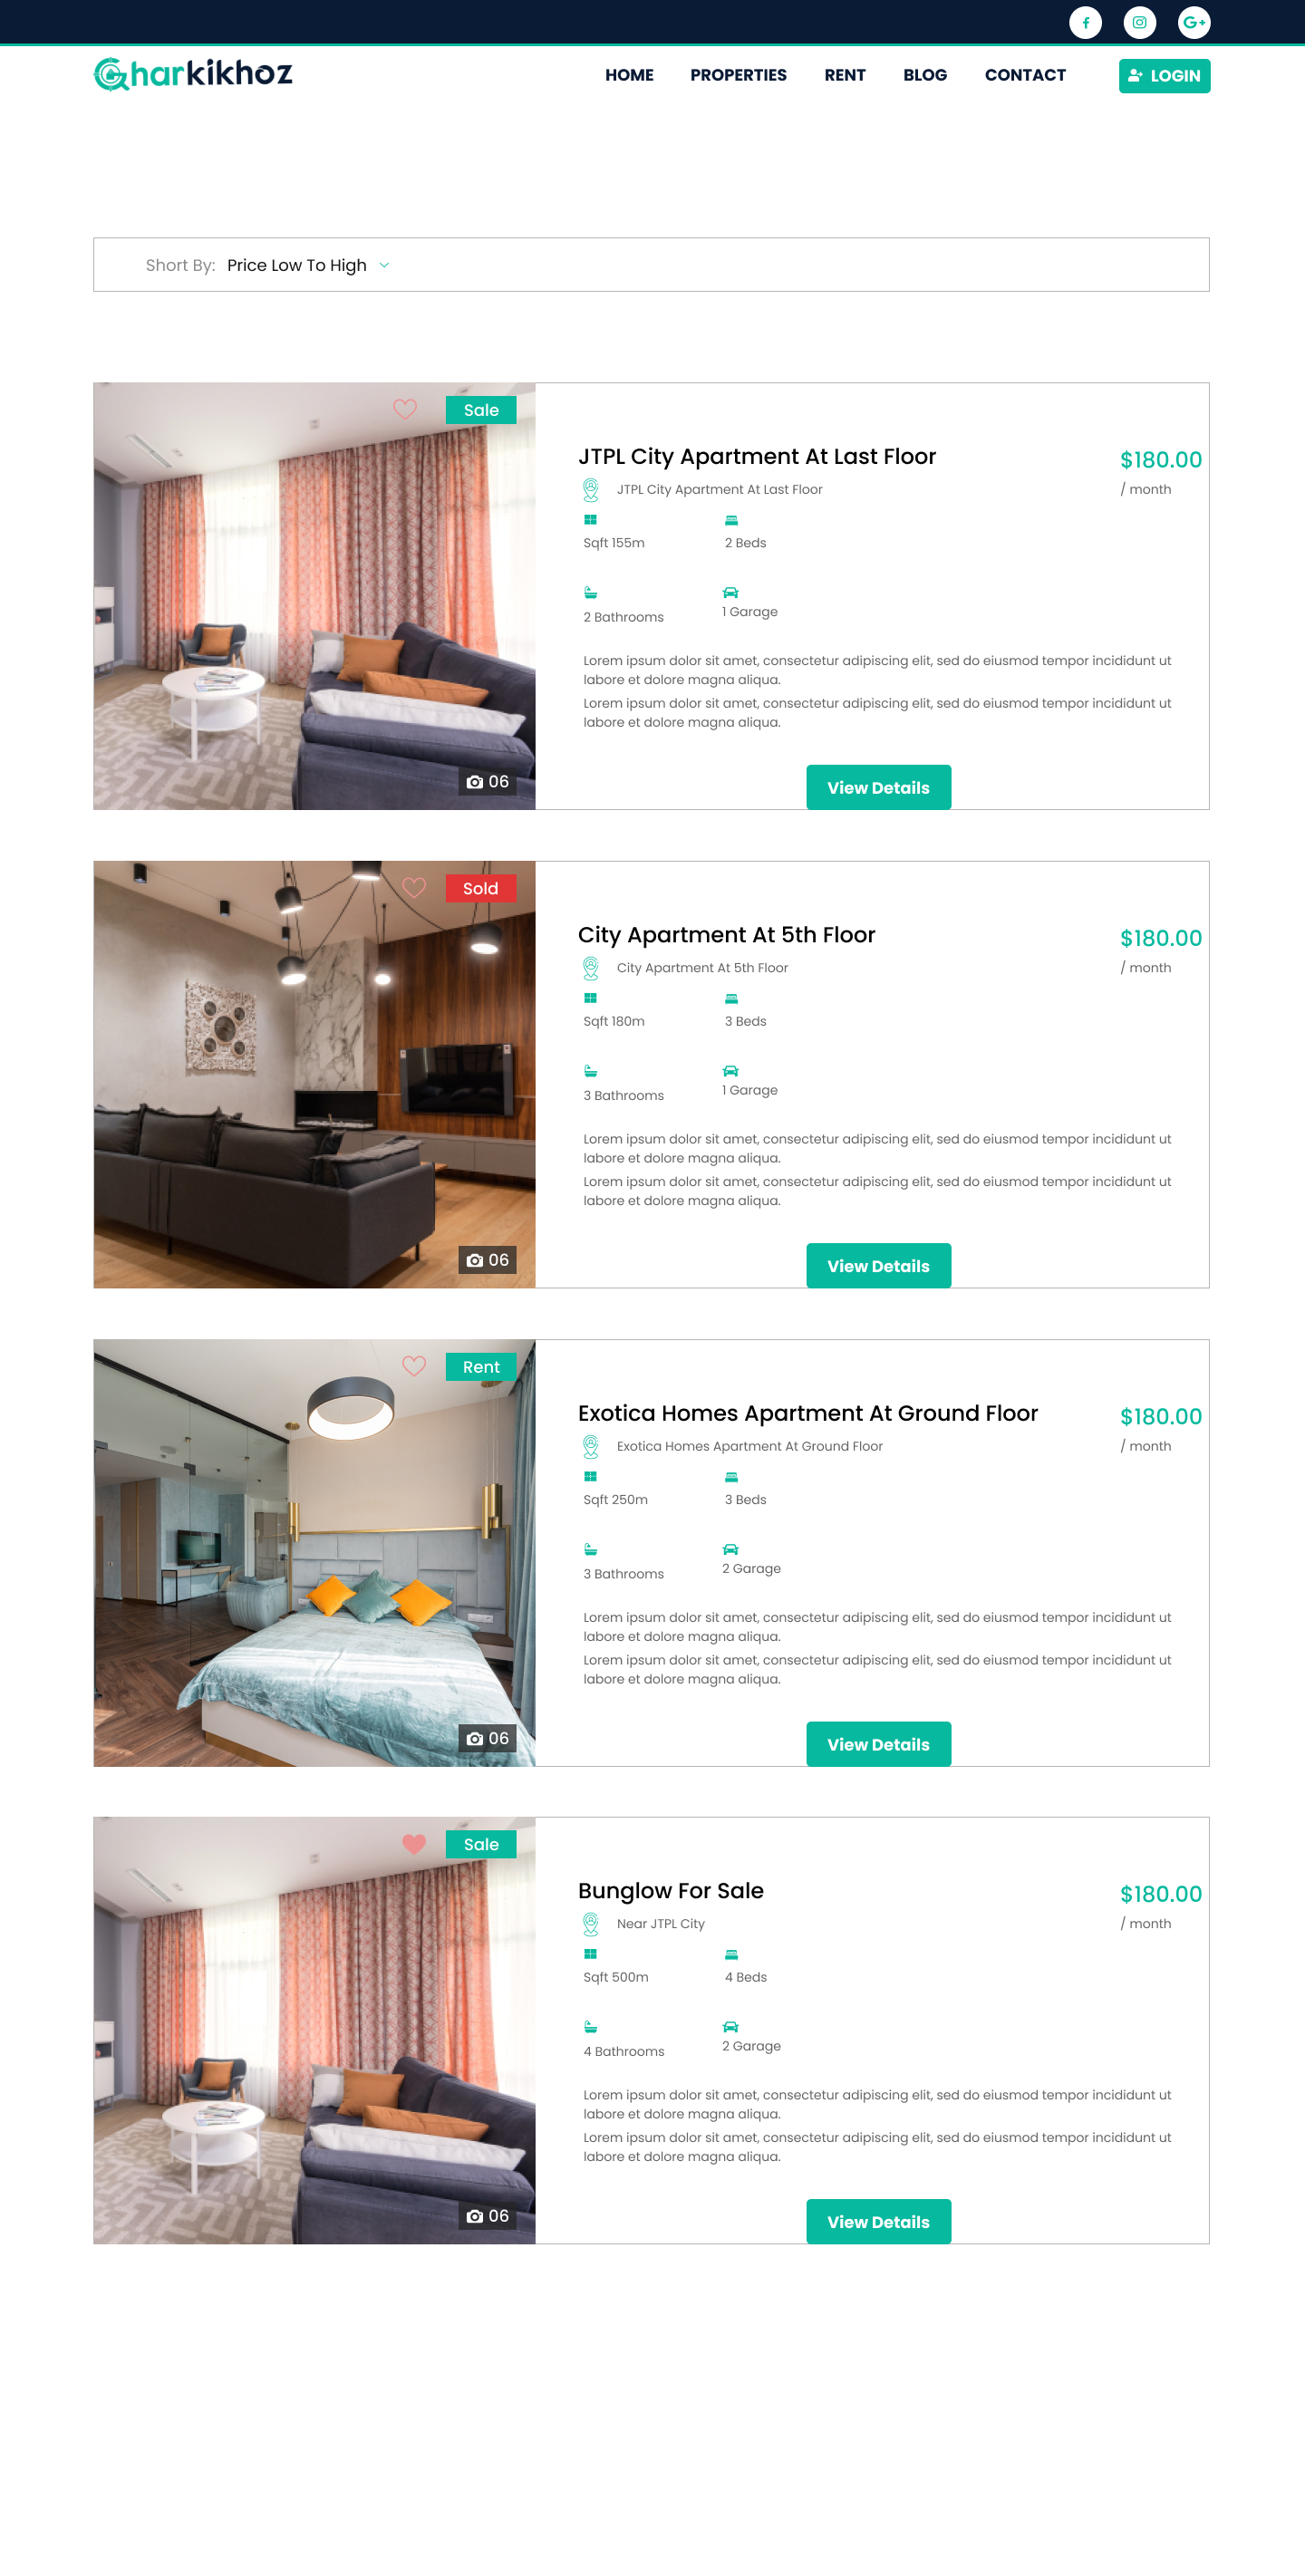 Gharkikhoz
HOME PROPERTIES RENT BLOG CONTACT LOGIN
Short By: Price Low To High
Sale
JTPL City Apartment At Last Floor
$180.00
JTPL City Apartment At Last Floor
/ month
Sqft 155m
2 Beds
2 Bathrooms
1 Garage
Lorem ipsum dolor sit amet, consectetur adipiscing elit, sed do eiusmod tempor incididunt ut
labore et dolore magna aliqua.
Lorem ipsum dolor sit amet, consectetur adipiscing elit, sed do eiusmod tempor incididunt ut
labore et dolore magna aliqua.
06
View Details
Sold
City Apartment At 5th Floor
$180.00
City Apartment At 5th Floor
/ month
Sqft 180m
3 Beds
3 Bathrooms
1 Garage
Lorem ipsum dolor sit amet, consectetur adipiscing elit, sed do eiusmod tempor incididunt ut
labore et dolore magna aliqua.
Lorem ipsum dolor sit amet, consectetur adipiscing elit, sed do eiusmod tempor incididunt ut
labore et dolore magna aliqua.
06
View Details
Rent
Exotica Homes Apartment At Ground Floor
$180.00
Exotica Homes Apartment At Ground Floor
/ month
Sqft 250m
3 Beds
3 Bathrooms
2 Garage
Lorem ipsum dolor sit amet, consectetur adipiscing elit, sed do eiusmod tempor incididunt ut
labore et dolore magna aliqua.
Lorem ipsum dolor sit amet, consectetur adipiscing elit, sed do eiusmod tempor incididunt ut
labore et dolore magna aliqua.
06
View Details
Sale
Bunglow For Sale
$180.00
Near JTPL City
/ month
Sqft 500m
4 Beds
4 Bathrooms
2 Garage
Lorem ipsum dolor sit amet, consectetur adipiscing elit, sed do eiusmod tempor incididunt ut
labore et dolore magna aliqua.
Lorem ipsum dolor sit amet, consectetur adipiscing elit, sed do eiusmod tempor incididunt ut
labore et dolore magna aliqua.
06
View Details